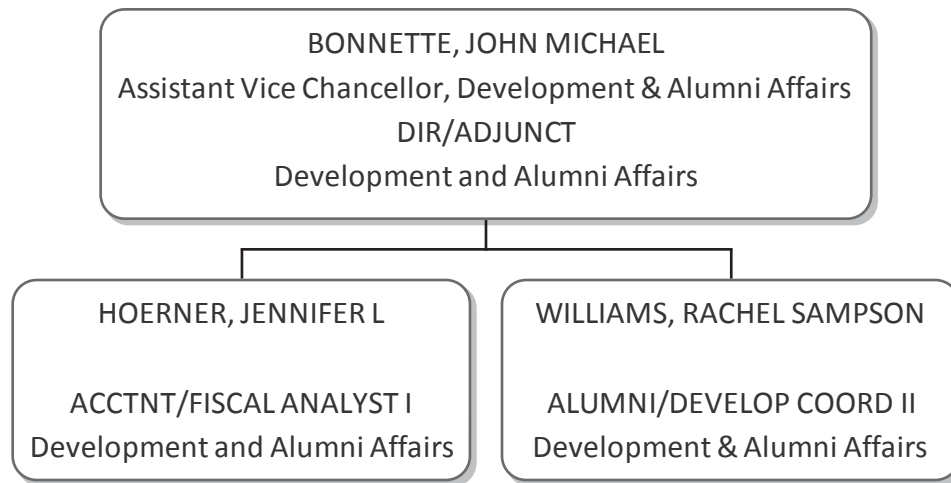 BONNETTE, JOHN MICHAEL
Assistant Vice Chancellor, Development & Alumni Affairs
DIR/ADJUNCT
Development and Alumni Affairs
HOERNER, JENNIFER L
ACCTNT/FISCAL ANALYST I
Development and Alumni Affairs
WILLIAMS, RACHEL SAMPSON
ALUMNI/DEVELOP COORD II
Development & Alumni Affairs